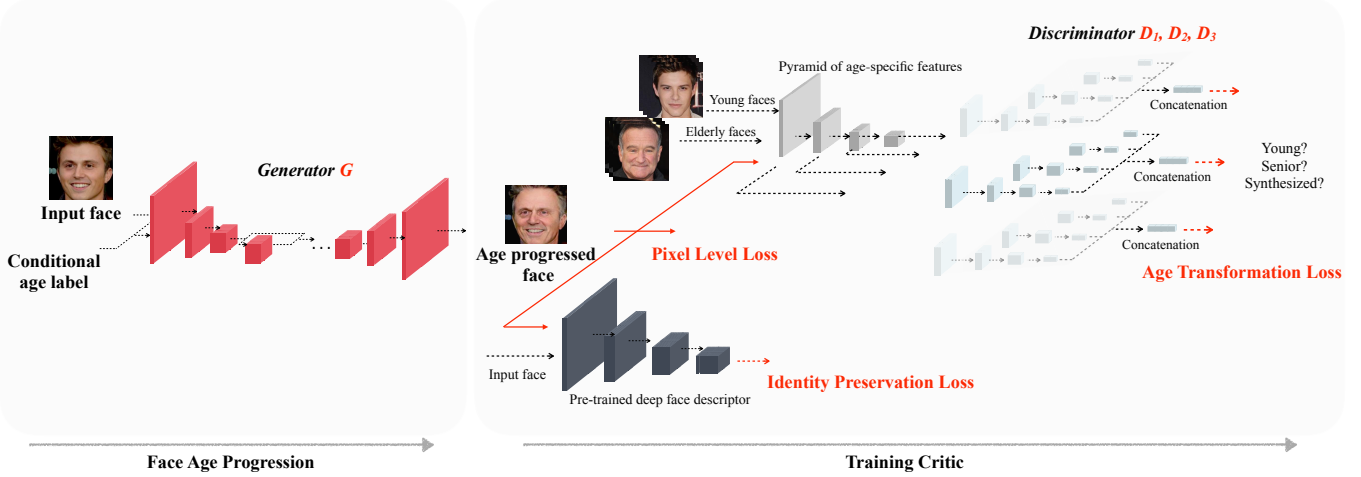 Input face
Conditional
age label
Generator G
Face Age Progression
Age progressed
face
Pixel Level Loss
Young faces
Elderly faces
Pyramid of age-specific features
Discriminator D1, D2, D3
Concatenation
Concatenation
Concatenation
Young?
Senior?
Synthesized?
Age Transformation Loss
Input face
Pre-trained deep face descriptor
Identity Preservation Loss
Training Critic